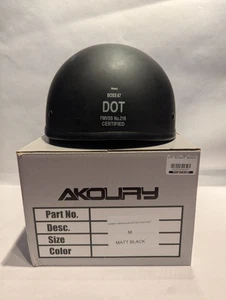 DOT
FMVSS No.218
CERTIFIED
AKOURY
Part No.
Desc.
Size
M
Color
MATT BLACK